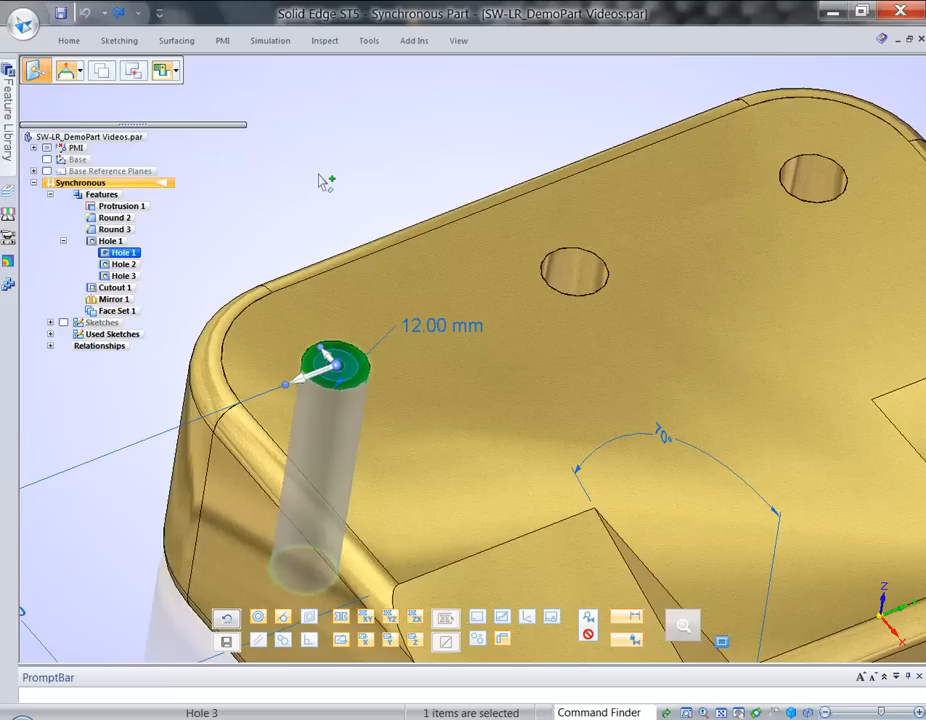 Solid Edge ST5 - Synchronous Part - [SW-LR_DemoPart Videos.par]
Home Sketching Surfacing PMI Simulation Inspect Tools Add Ins View
Feature Library
SW-LR_DemoPart Videos.par
PMI
Base
Base Reference Planes
Synchronous
Features
Protrusion 1
Round 2
Round 3
Hole 1
Hole 1
Hole 2
Hole 3
Cutout 1
Mirror 1
Face Set 1
Sketches
Used Sketches
Relationships
12.00 mm
XY YZ ZX
X Y Z
Z
X
PromptBar
Hole 3 1 items are selected Command Finder